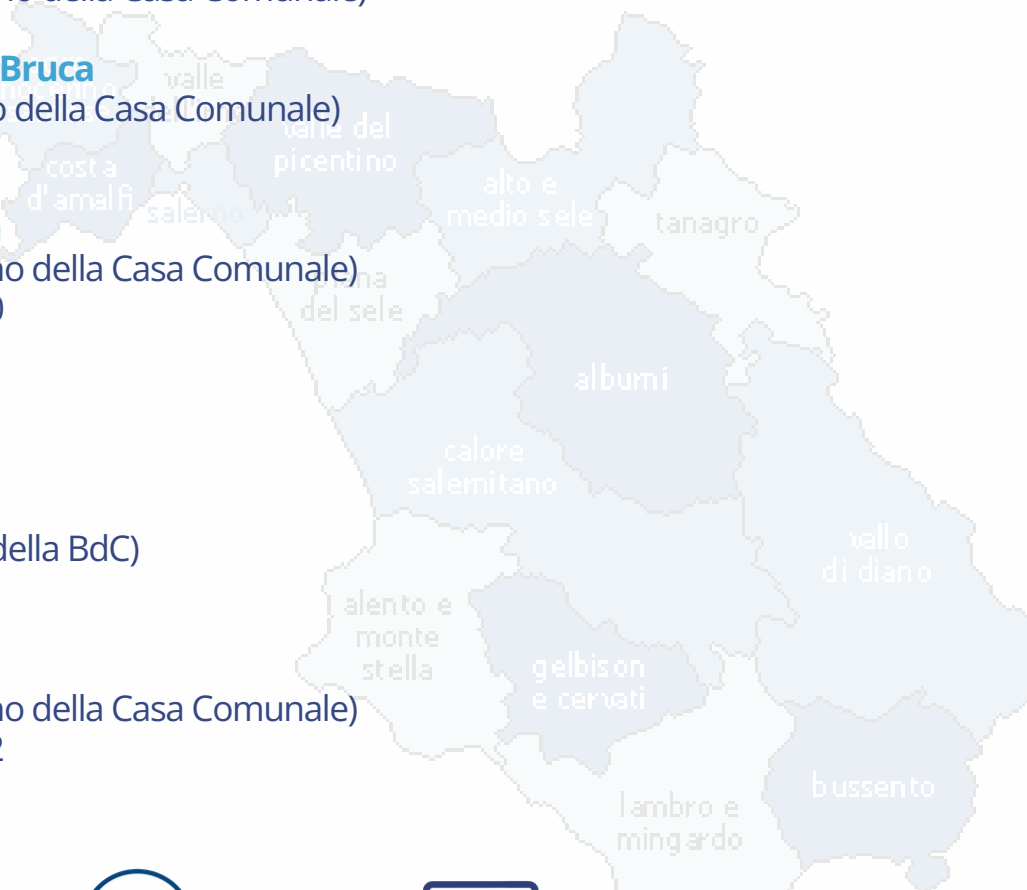 Bruca
della Casa Comunale)
della Casa Comunale)
)
della BdC)
della Casa Comunale)
2
valle
valle del
picentino
costa
d'amalfi
salerno
alto e
medio sele
tanagro
piana
del sele
alburni
calore
salernitano
vallo
di diano
alento e
monte
stella
gelbison
e cervati
bussento
lambro e
mingardo